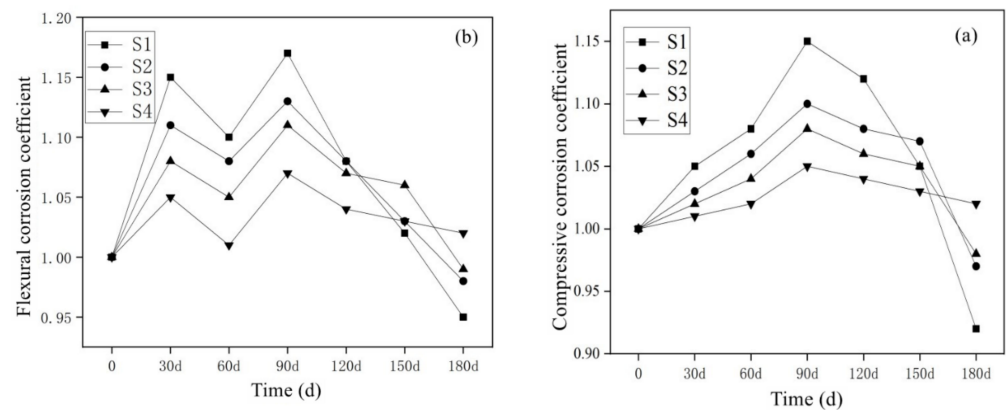 (b)
S1
S2
S3
S4
Flexural corrosion coefficient
1.20
1.15
1.10
1.05
1.00
0.95
0 30d 60d 90d 120d 150d 180d
Time (d)
(a)
S1
S2
S3
S4
Compressive corrosion coefficient
1.15
1.10
1.05
1.00
0.95
0.90
0 30d 60d 90d 120d 150d 180d
Time (d)